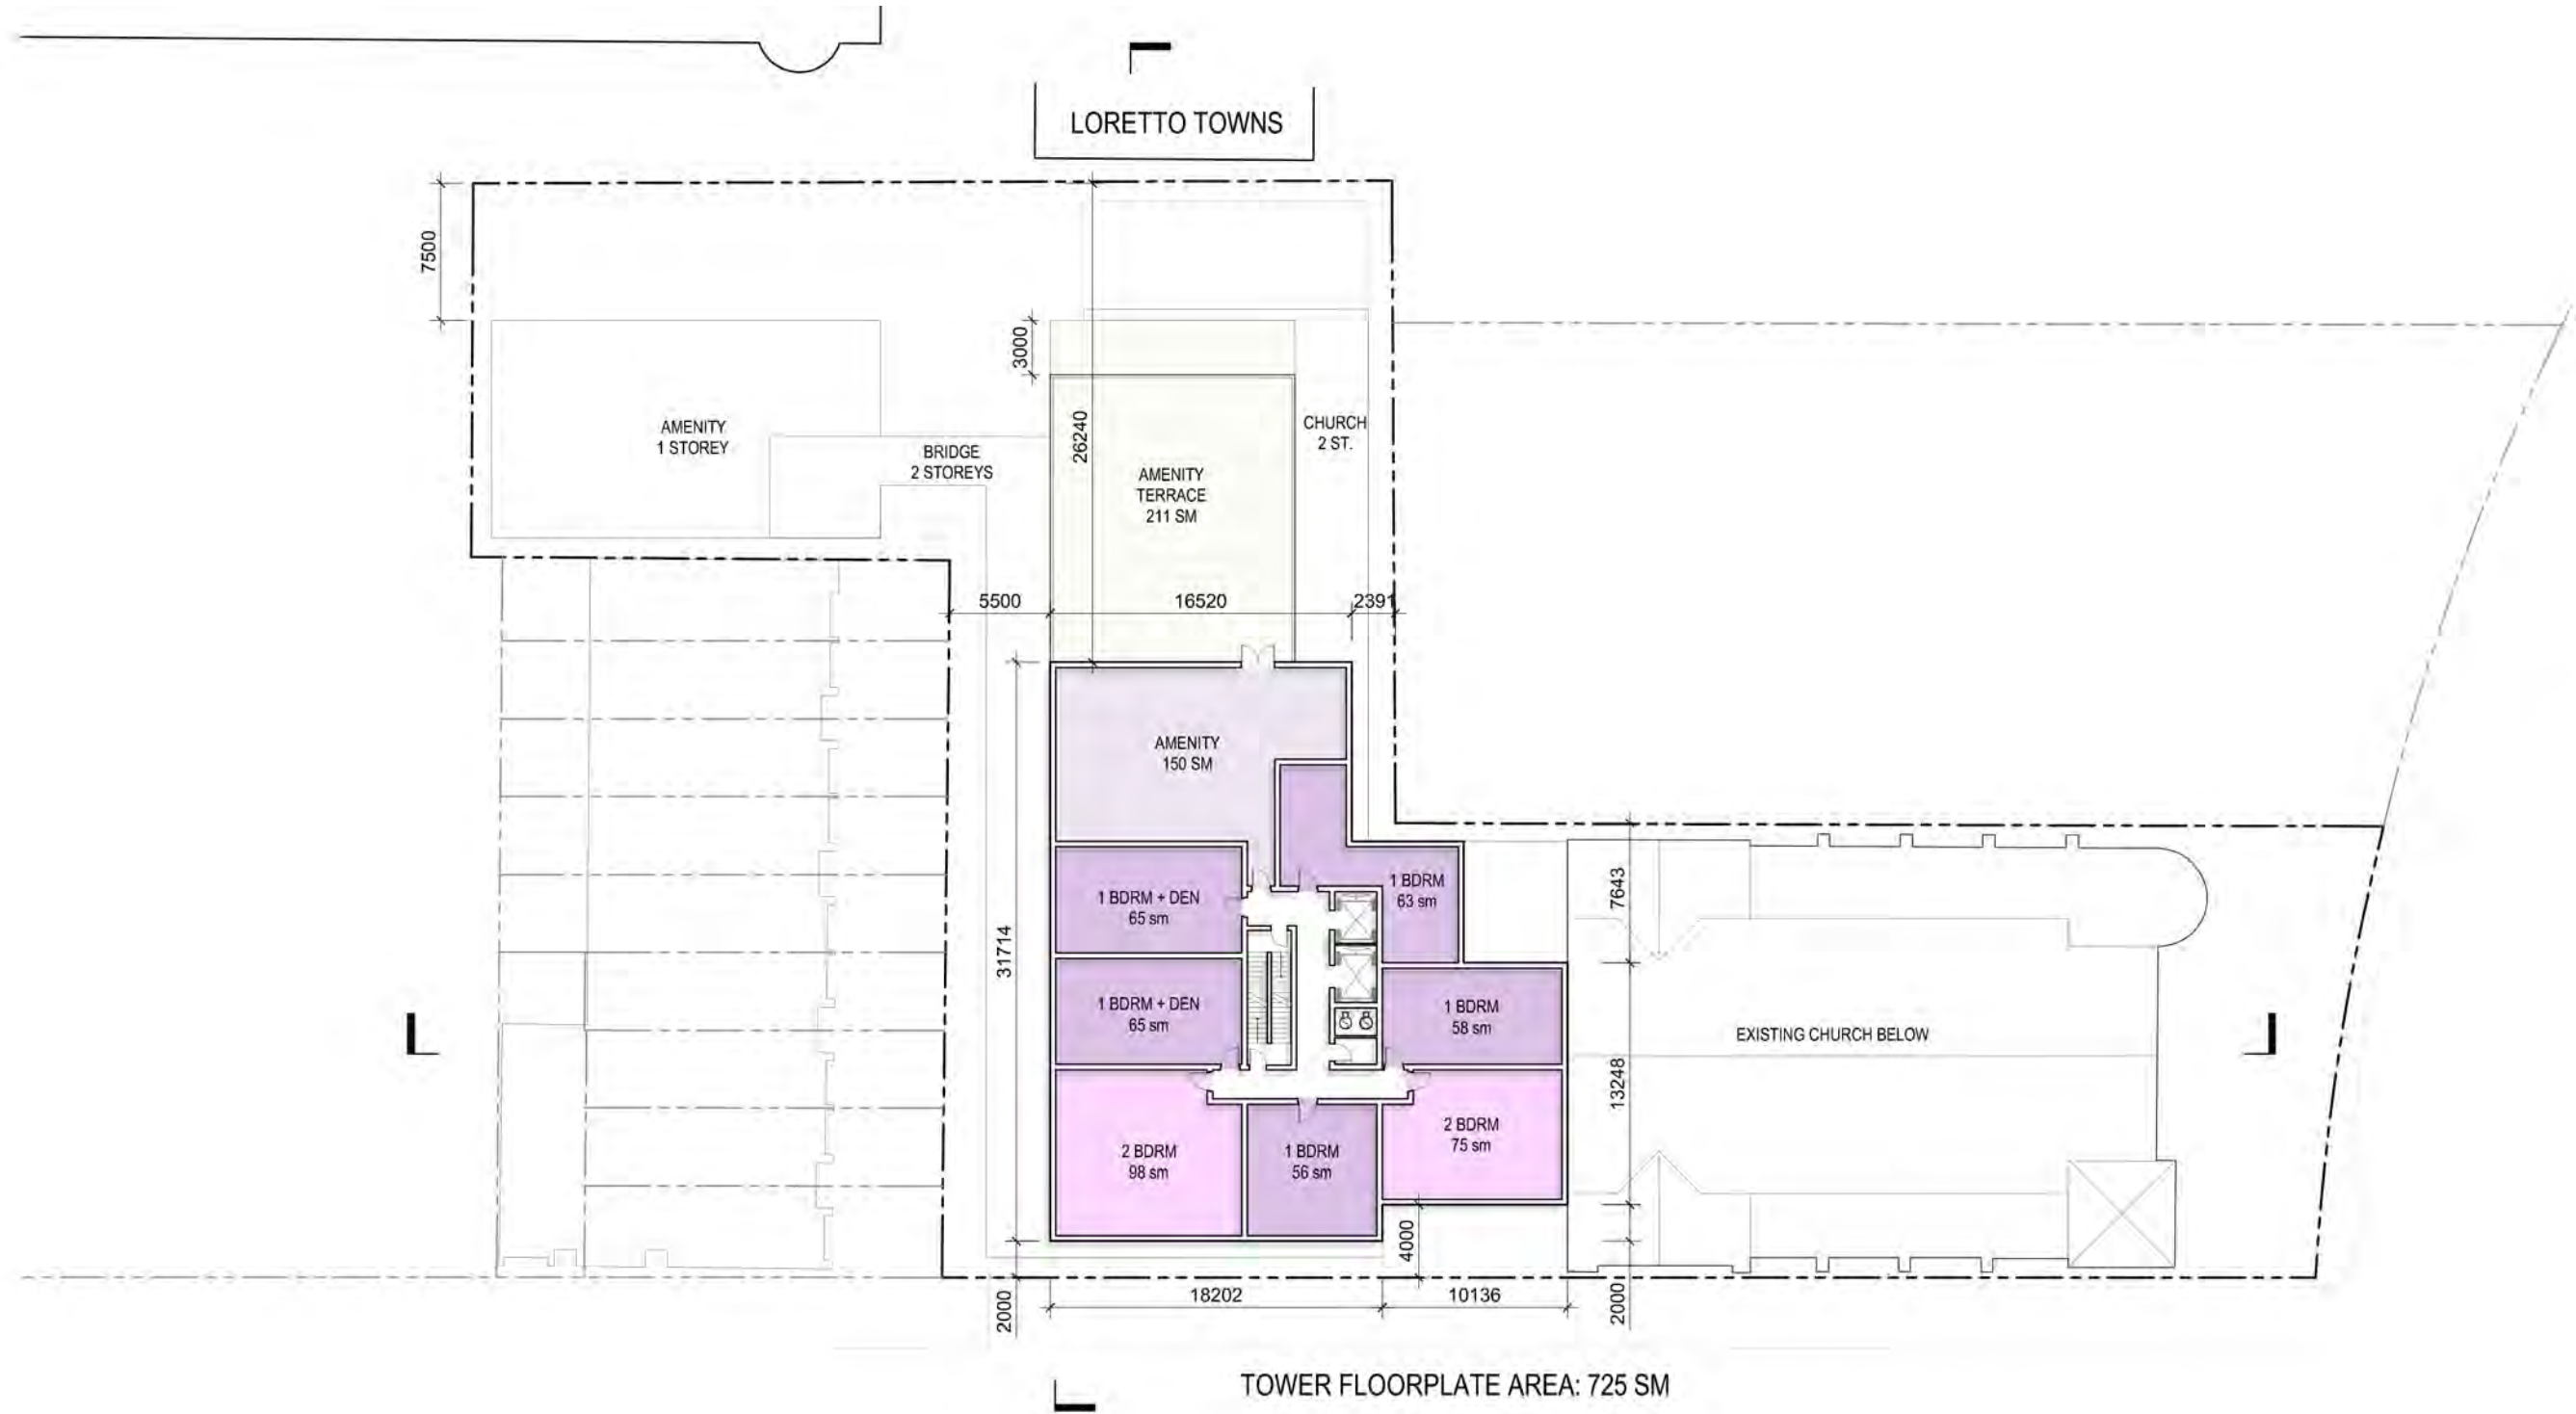 LORETTO TOWNS
7500
3000
26240
AMENITY
1 STOREY
BRIDGE
2 STOREYS
AMENITY
TERRACE
211 SM
CHURCH
2 ST.
5500
16520
2391
AMENITY
150 SM
1 BDRM + DEN
65 sm
1 BDRM
63 sm
7643
31714
1 BDRM + DEN
65 sm
1 BDRM
58 sm
EXISTING CHURCH BELOW
13248
2 BDRM
98 sm
1 BDRM
56 sm
2 BDRM
75 sm
4000
2000
18202
10136
2000
TOWER FLOORPLATE AREA: 725 SM